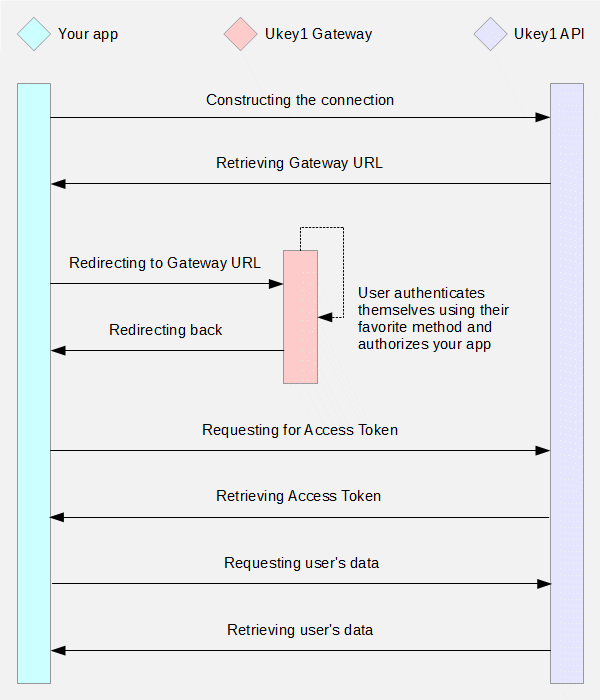 Your app
Ukey1 Gateway
Ukey1 API
Constructing the connection
Retrieving Gateway URL
Redirecting to Gateway URL
User authenticates
themselves using their
favorite method and
authorizes your app
Redirecting back
Requesting for Access Token
Retrieving Access Token
Requesting user's data
Retrieving user's data